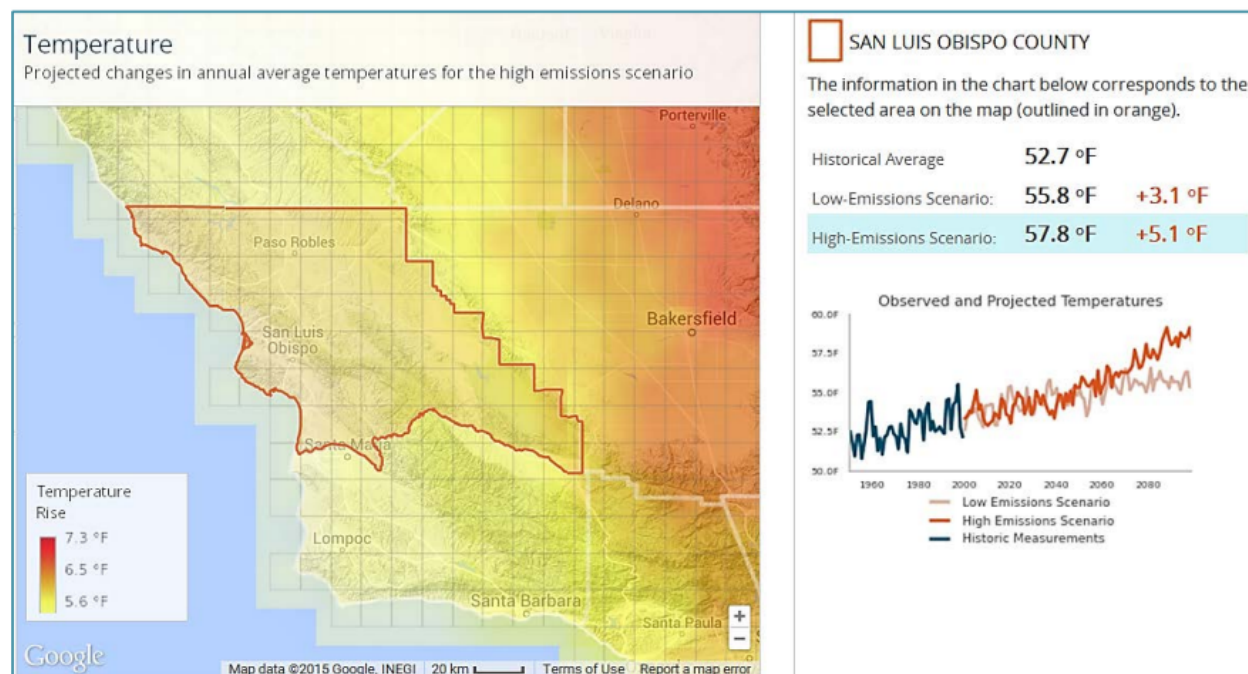 Temperature
Projected changes in annual average temperatures for the high emissions scenario
Porterville
Delano
Paso Robles
Bakersfield
San Luis
Obispo
Santa Maria
Lompoc
Santa Barbara
Santa Paula
Temperature
Rise
7.3 °F
6.5 °F
5.6 °F
+
−
Google
Map data ©2015 Google, INEGI
20 km
Terms of Use
Report a map error
SAN LUIS OBISPO COUNTY
The information in the chart below corresponds to the
selected area on the map (outlined in orange).
Historical Average 52.7 °F
Low-Emissions Scenario: 55.8 °F +3.1 °F
High-Emissions Scenario: 57.8 °F +5.1 °F
Observed and Projected Temperatures
60.0F
57.5F
55.0F
52.5F
50.0F
1960 1980 2000 2020 2040 2060 2080
Low Emissions Scenario
High Emissions Scenario
Historic Measurements